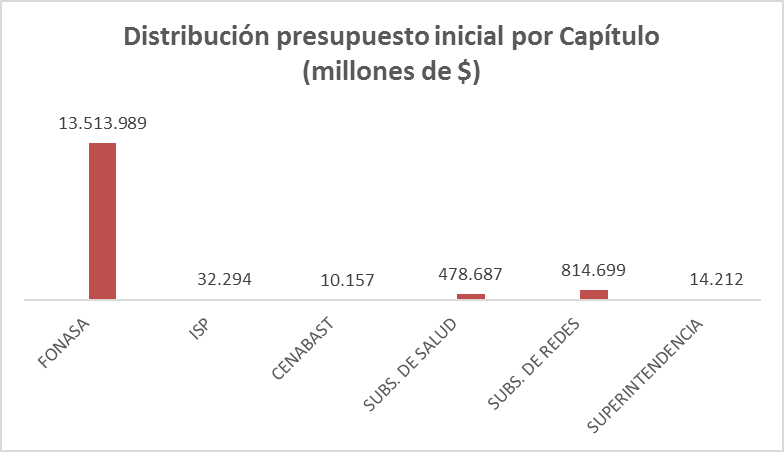 Distribución presupuesto inicial por Capítulo
(millones de $)
13.513.989
32.294
10.157
478.687
814.699
14.212
FONASA
ISP
CENABAST
SUBS. DE SALUD
SUBS. DE REDES
SUPERINTENDENCIA